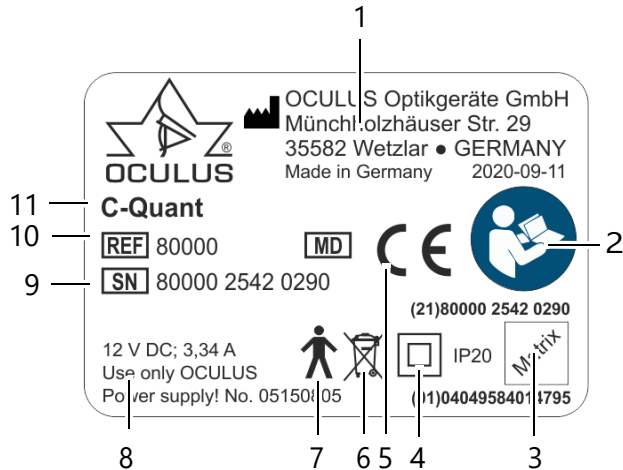 1
OCULUS Optikgeräte GmbH
Münchholzhäuser Str. 29
35582 Wetzlar ● GERMANY
Made in Germany 2020-09-11
®
OCULUS
11
C-Quant
10
REF 80000
MD
CE
2
9
SN 80000 2542 0290
(21)80000 2542 0290
12 V DC; 3,34 A
Use only OCULUS
Power supply! No. 05150805
IP20
Matrix
(01)04049584014795
8
7
6
5
4
3